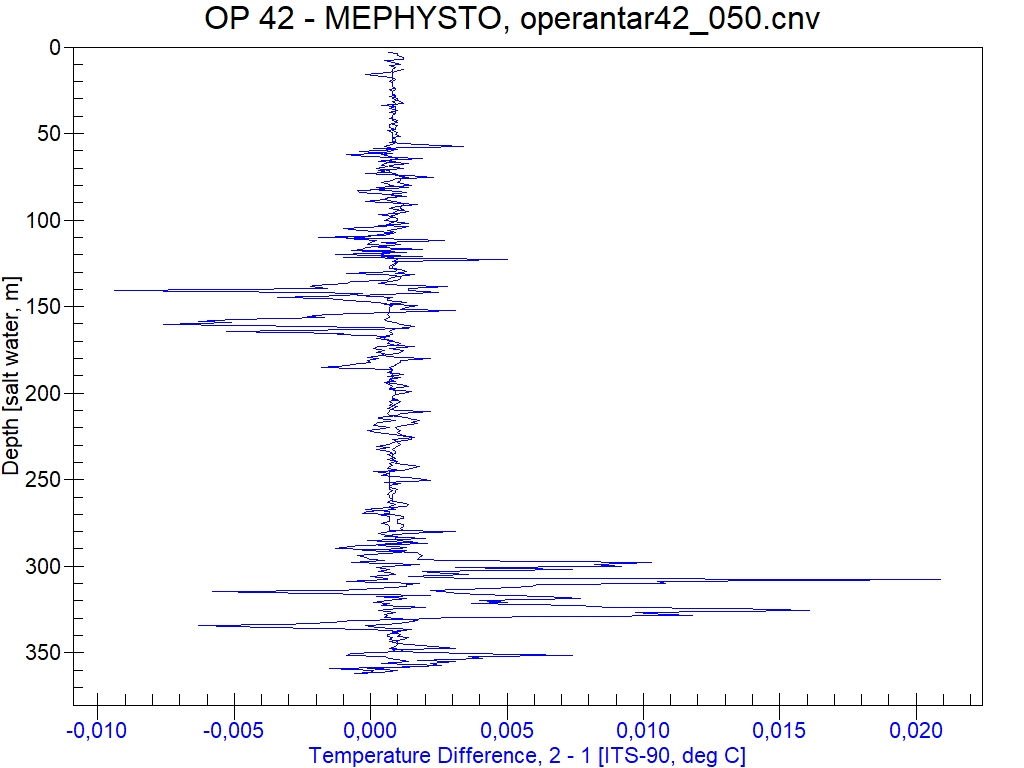 OP 42 - MEPHYSTO, operantar42_050.cnv
0
50
100
150
200
250
300
350
Depth [salt water, m]
-0,010 -0,005 0,000 0,005 0,010 0,015 0,020
Temperature Difference, 2 - 1 [ITS-90, deg C]